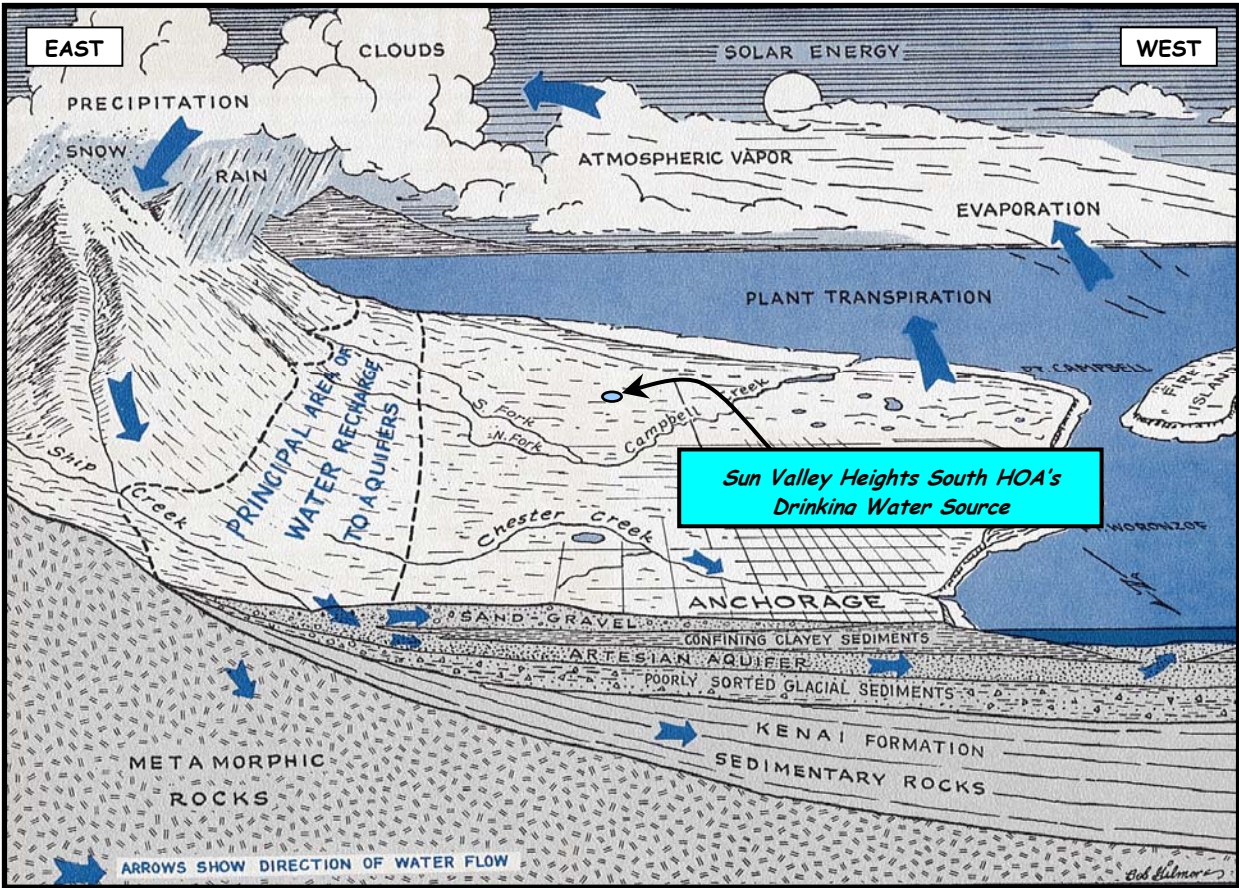 EAST
CLOUDS
SOLAR ENERGY
WEST
PRECIPITATION
SNOW
RAIN
ATMOSPHERIC VAPOR
EVAPORATION
PLANT TRANSPIRATION
PT. CAMPBELL
FIRE
ISLAND
PRINCIPAL AREA OF
WATER RECHARGE
TO AQUIFERS
S. Fork
N. Fork
Campbell Creek
Sun Valley Heights South HOA's
Drinking Water Source
Ship
Creek
Chester Creek
WORONZOF
ANCHORAGE
SAND-GRAVEL
CONFINING CLAYEY SEDIMENTS
ARTESIAN AQUIFER
POORLY SORTED GLACIAL SEDIMENTS
KENAI FORMATION
SEDIMENTARY ROCKS
METAMORPHIC
ROCKS
ARROWS SHOW DIRECTION OF WATER FLOW
Bob Gilmore